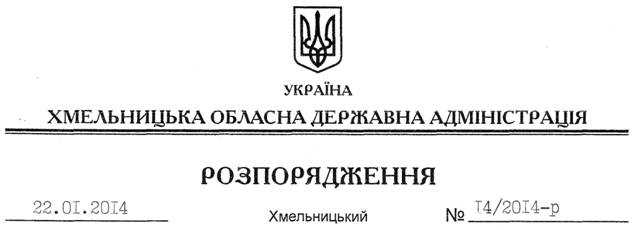 УКРАЇНА
ХМЕЛЬНИЦЬКА ОБЛАСНА ДЕРЖАВНА АДМІНІСТРАЦІЯ
РОЗПОРЯДЖЕННЯ
22.01.2014 Хмельницький № 14/2014-р